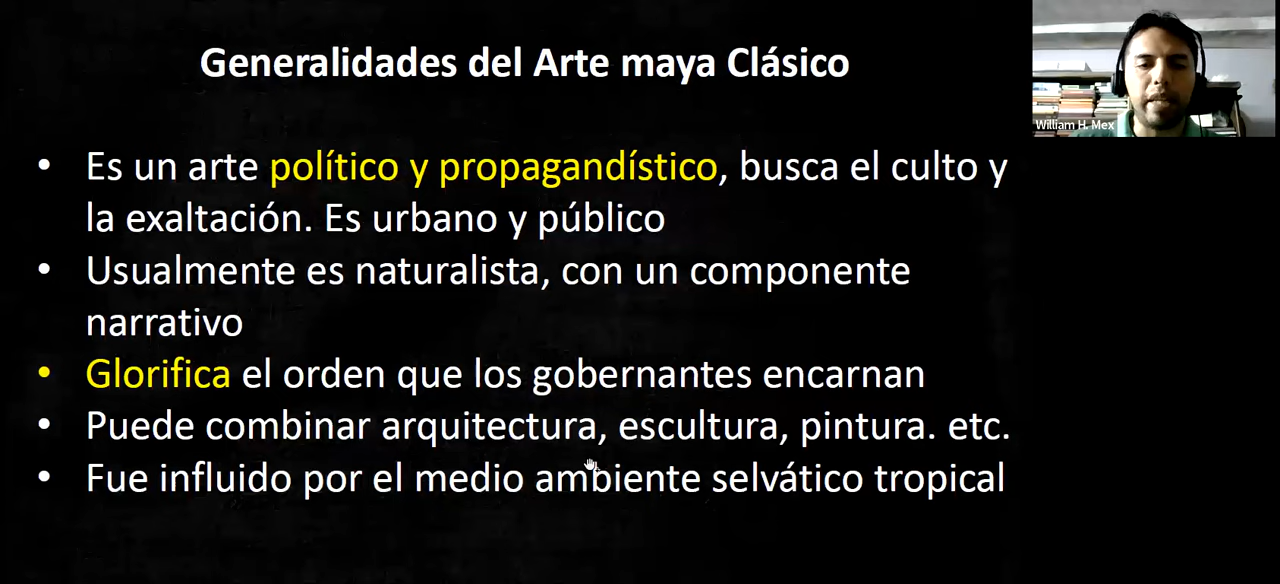 Generalidades del Arte maya Clásico
William H. Mex
• Es un arte político y propagandístico, busca el culto y
la exaltación. Es urbano y público
• Usualmente es naturalista, con un componente
narrativo
• Glorifica el orden que los gobernantes encarnan
• Puede combinar arquitectura, escultura, pintura. etc.
• Fue influido por el medio ambiente selvático tropical